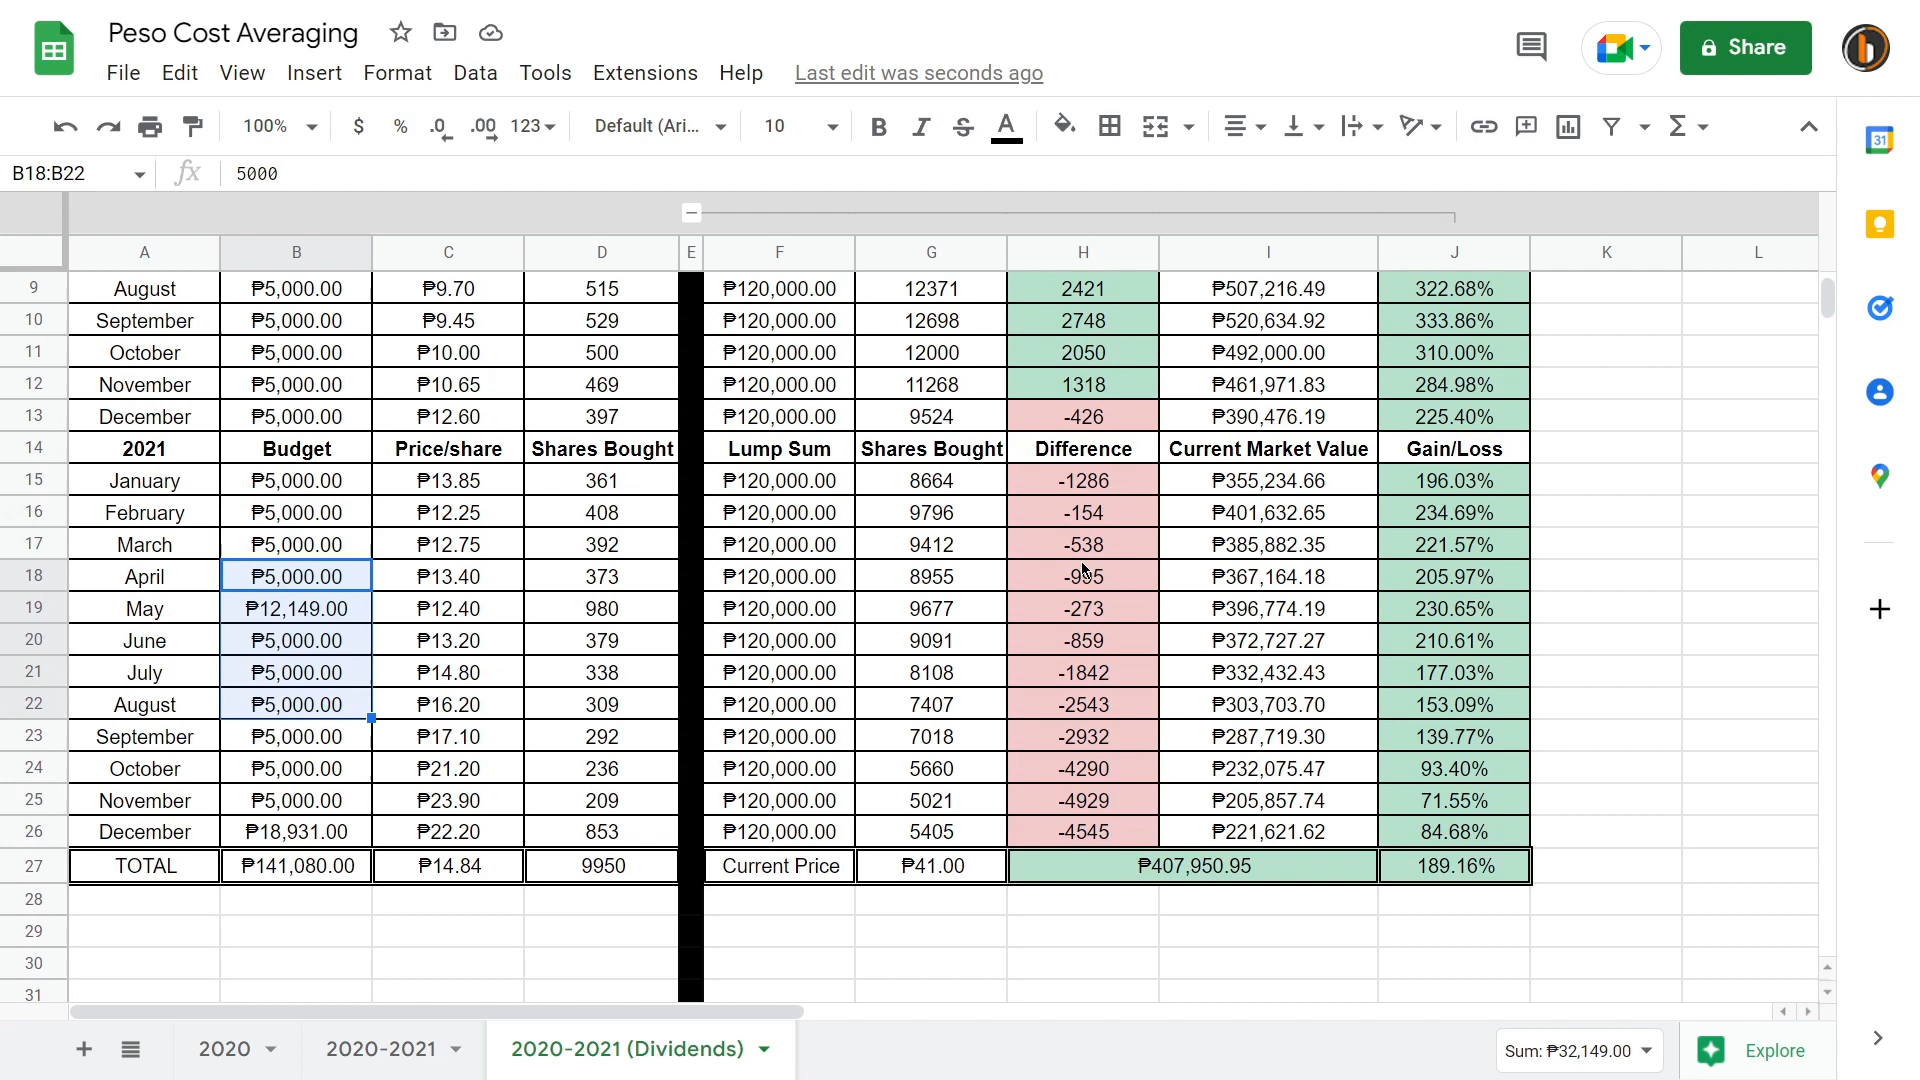 Peso Cost Averaging
File Edit View Insert Format Data Tools Extensions Help Last edit was seconds ago
Share
100% $ % .0 .00 123 Default (Ari... 10 B I S A
31
B18:B22 fx 5000
A B C D E F G H I J K L
9 August ₱5,000.00 ₱9.70 515 ₱120,000.00 12371 2421 ₱507,216.49 322.68%
10 September ₱5,000.00 ₱9.45 529 ₱120,000.00 12698 2748 ₱520,634.92 333.86%
11 October ₱5,000.00 ₱10.00 500 ₱120,000.00 12000 2050 ₱492,000.00 310.00%
12 November ₱5,000.00 ₱10.65 469 ₱120,000.00 11268 1318 ₱461,971.83 284.98%
13 December ₱5,000.00 ₱12.60 397 ₱120,000.00 9524 -426 ₱390,476.19 225.40%
14 2021 Budget Price/share Shares Bought Lump Sum Shares Bought Difference Current Market Value Gain/Loss
15 January ₱5,000.00 ₱13.85 361 ₱120,000.00 8664 -1286 ₱355,234.66 196.03%
16 February ₱5,000.00 ₱12.25 408 ₱120,000.00 9796 -154 ₱401,632.65 234.69%
17 March ₱5,000.00 ₱12.75 392 ₱120,000.00 9412 -538 ₱385,882.35 221.57%
18 April ₱5,000.00 ₱13.40 373 ₱120,000.00 8955 -995 ₱367,164.18 205.97%
19 May ₱12,149.00 ₱12.40 980 ₱120,000.00 9677 -273 ₱396,774.19 230.65%
20 June ₱5,000.00 ₱13.20 379 ₱120,000.00 9091 -859 ₱372,727.27 210.61%
21 July ₱5,000.00 ₱14.80 338 ₱120,000.00 8108 -1842 ₱332,432.43 177.03%
22 August ₱5,000.00 ₱16.20 309 ₱120,000.00 7407 -2543 ₱303,703.70 153.09%
23 September ₱5,000.00 ₱17.10 292 ₱120,000.00 7018 -2932 ₱287,719.30 139.77%
24 October ₱5,000.00 ₱21.20 236 ₱120,000.00 5660 -4290 ₱232,075.47 93.40%
25 November ₱5,000.00 ₱23.90 209 ₱120,000.00 5021 -4929 ₱205,857.74 71.55%
26 December ₱18,931.00 ₱22.20 853 ₱120,000.00 5405 -4545 ₱221,621.62 84.68%
27 TOTAL ₱141,080.00 ₱14.84 9950 Current Price ₱41.00 ₱407,950.95 189.16%
28
29
30
31
2020 2020-2021 2020-2021 (Dividends) Sum: ₱32,149.00 Explore